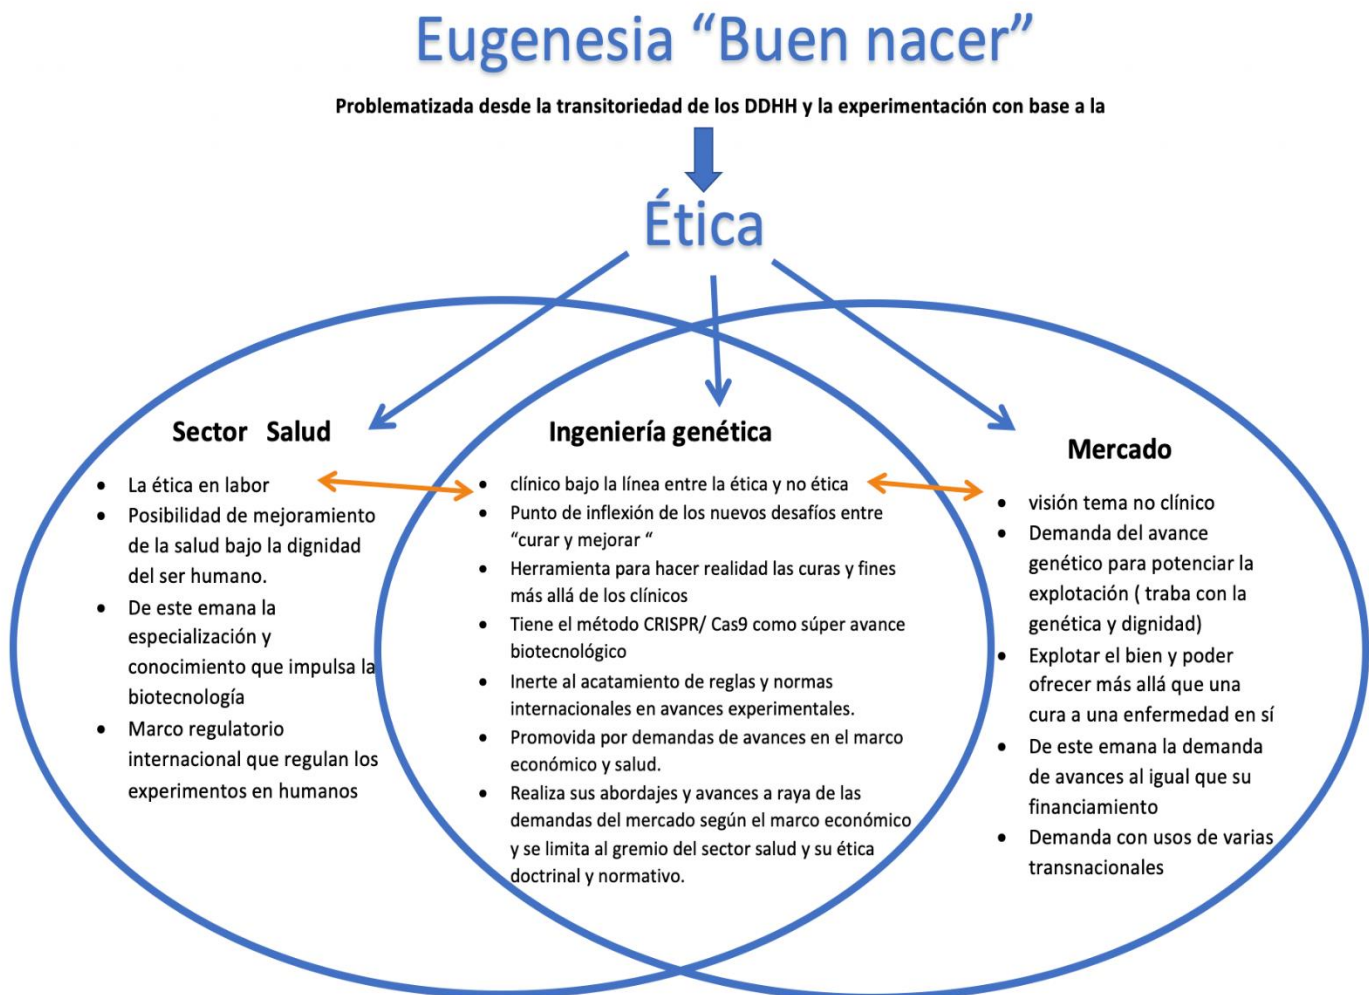 Eugenesia “Buen nacer”
Problematizada desde la transitoriedad de los DDHH y la experimentación con base a la
Ética
Sector Salud
• La ética en labor
• Posibilidad de mejoramiento
de la salud bajo la dignidad
del ser humano.
• De este emana la
especialización y
conocimiento que impulsa la
biotecnología
• Marco regulatorio
internacional que regulan los
experimentos en humanos
Ingeniería genética
• clínico bajo la línea entre la ética y no ética
• Punto de inflexión de los nuevos desafíos entre
“curar y mejorar “
• Herramienta para hacer realidad las curas y fines
más allá de los clínicos
• Tiene el método CRISPR/ Cas9 como súper avance
biotecnológico
• Inerte al acatamiento de reglas y normas
internacionales en avances experimentales.
• Promovida por demandas de avances en el marco
económico y salud.
• Realiza sus abordajes y avances a raya de las
demandas del mercado según el marco económico
y se limita al gremio del sector salud y su ética
doctrinal y normativo.
Mercado
• visión tema no clínico
• Demanda del avance
genético para potenciar la
explotación ( traba con la
genética y dignidad)
• Explotar el bien y poder
ofrecer más allá que una
cura a una enfermedad en sí
• De este emana la demanda
de avances al igual que su
financiamiento
• Demanda con usos de varias
transnacionales